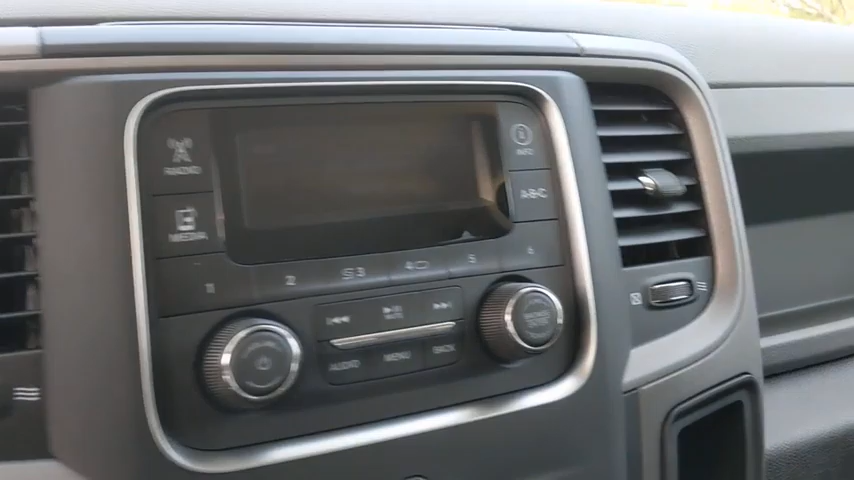 RADIO
INFO
MEDIA
A-B-C
1 2 3 4 5 6
AUDIO MENU BACK